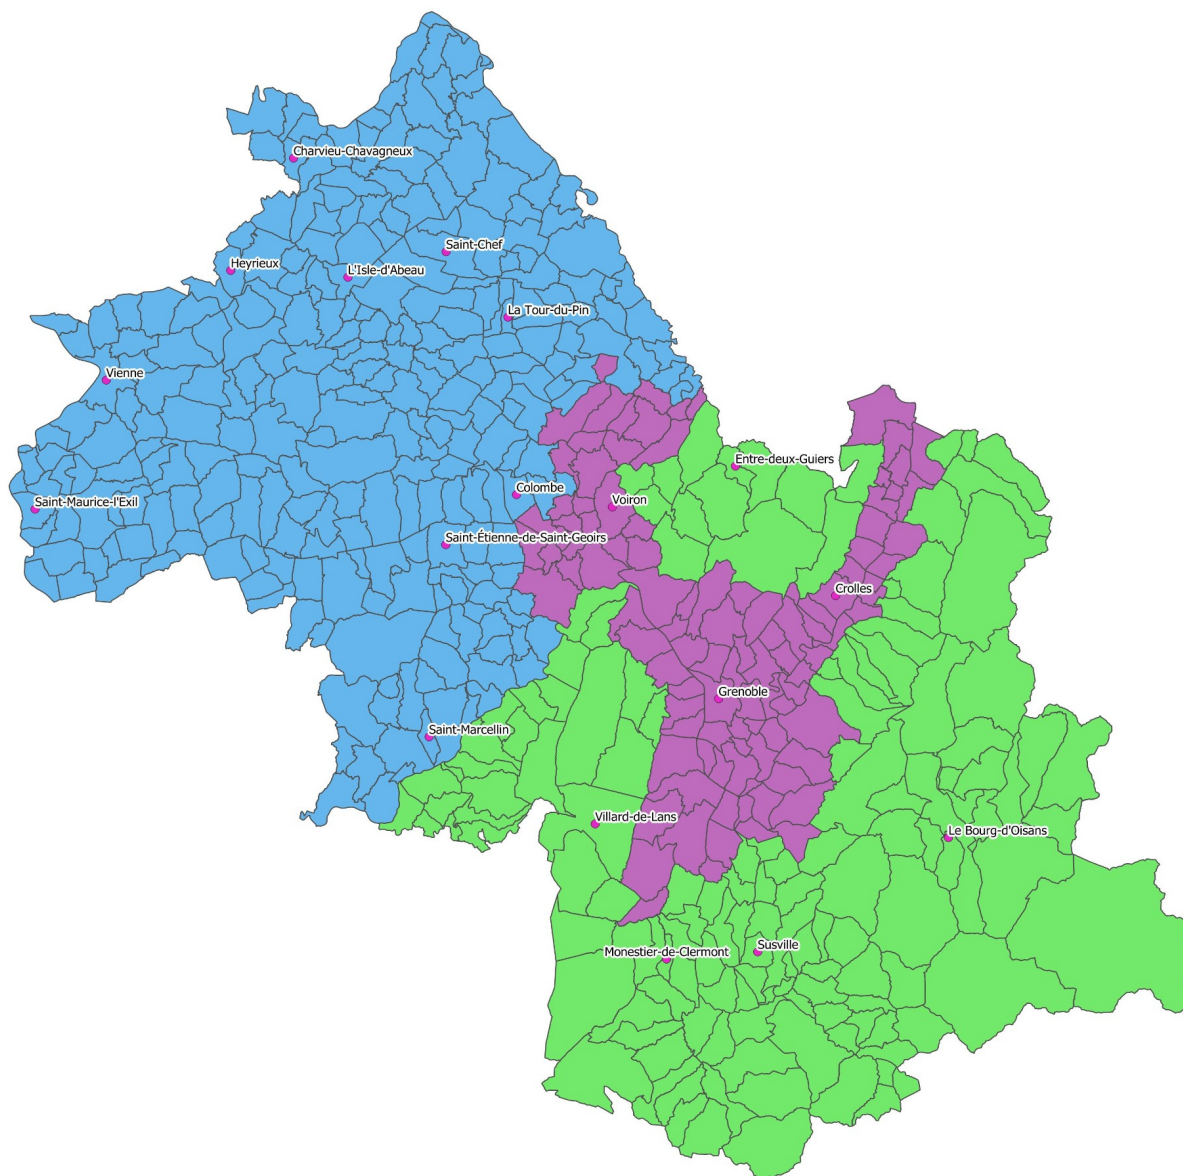 Charvieu-Chavagneux
Saint-Chef
Heyrieux
L'Isle-d'Abeau
La Tour-du-Pin
Vienne
Entre-deux-Guiers
Colombe
Saint-Maurice-l'Exil
Voiron
Saint-Étienne-de-Saint-Geoirs
Crolles
Grenoble
Saint-Marcellin
Villard-de-Lans
Le Bourg-d'Oisans
Susville
Monestier-de-Clermont